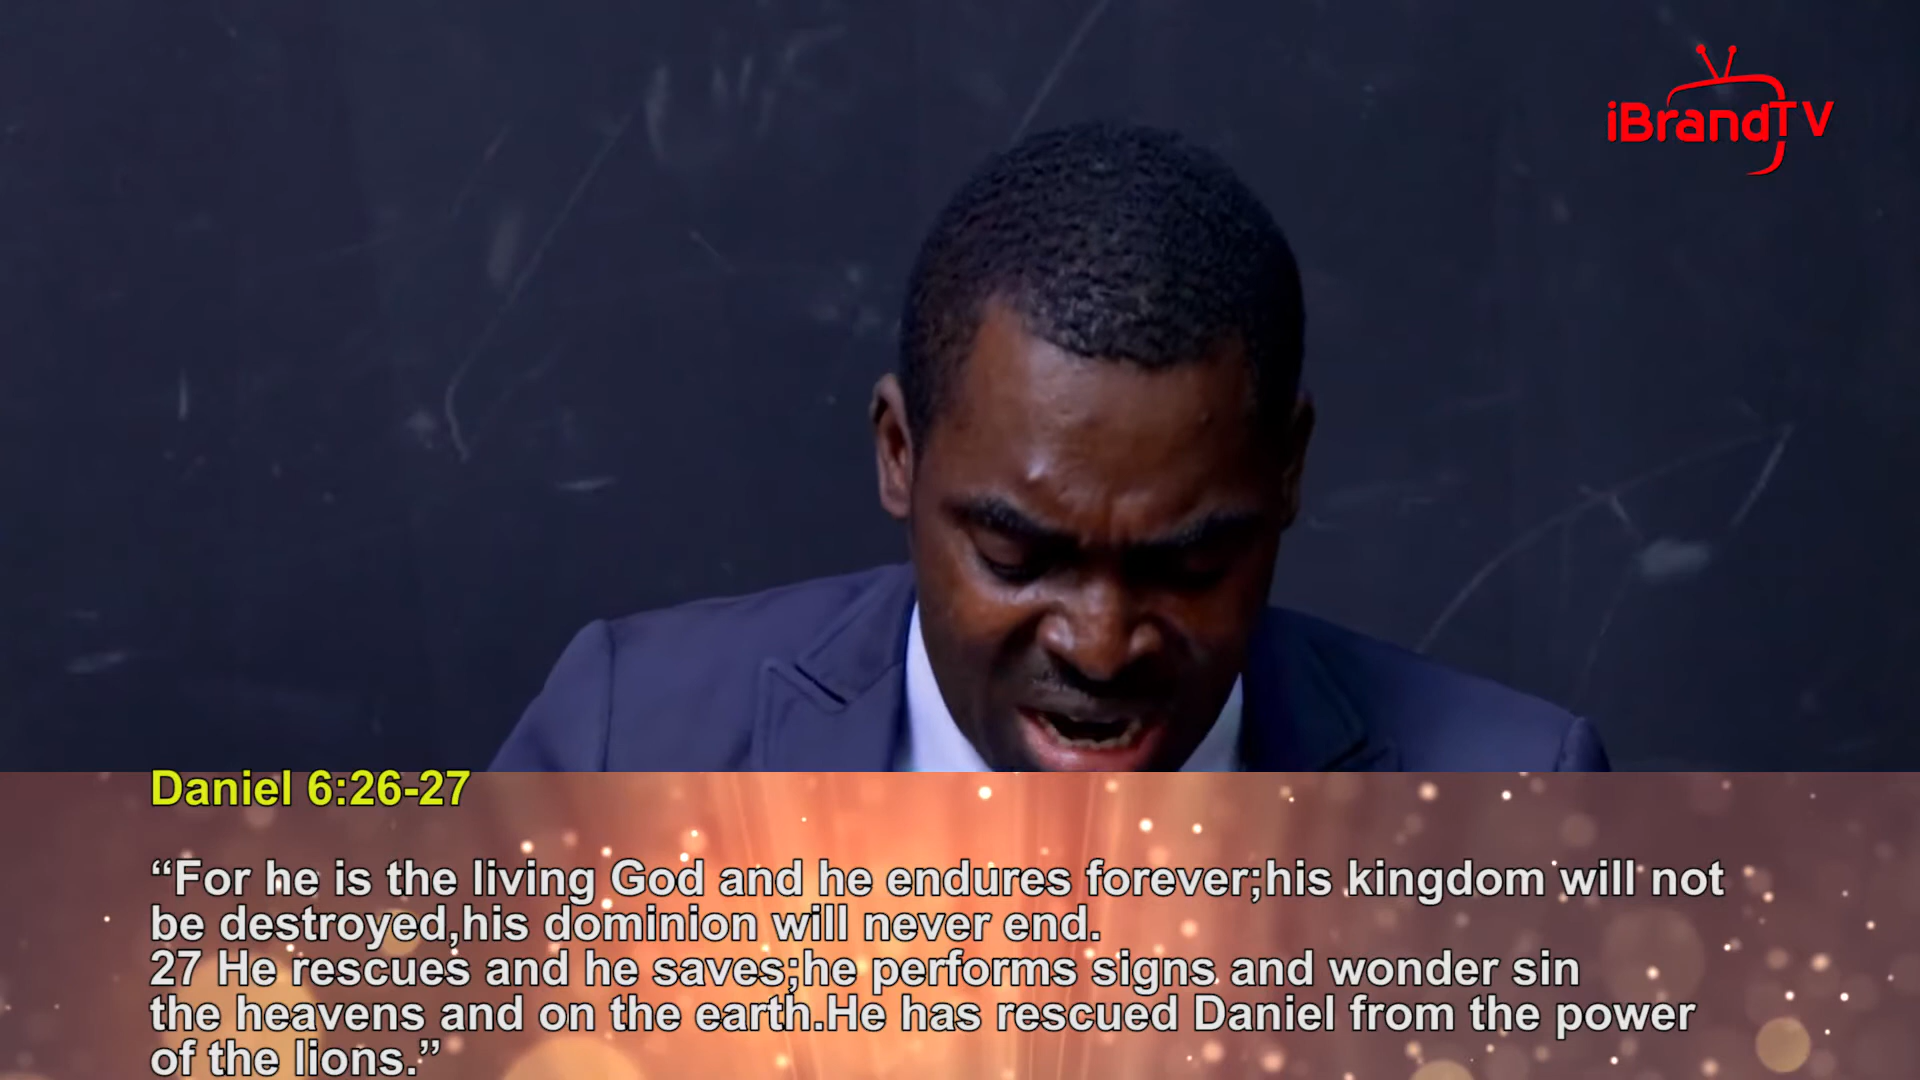 iBrandTV
Daniel 6:26-27
“For he is the living God and he endures forever;his kingdom will not
be destroyed,his dominion will never end.
27 He rescues and he saves;he performs signs and wonder sin
the heavens and on the earth.He has rescued Daniel from the power
of the lions.”